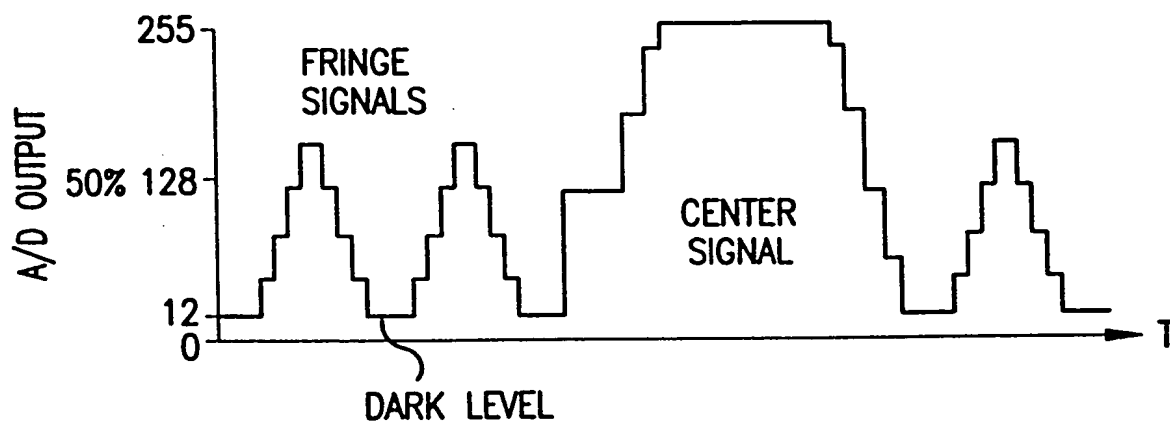 255
FRINGE
SIGNALS
A/D OUTPUT
50% 128
CENTER
SIGNAL
12
0
T
DARK LEVEL